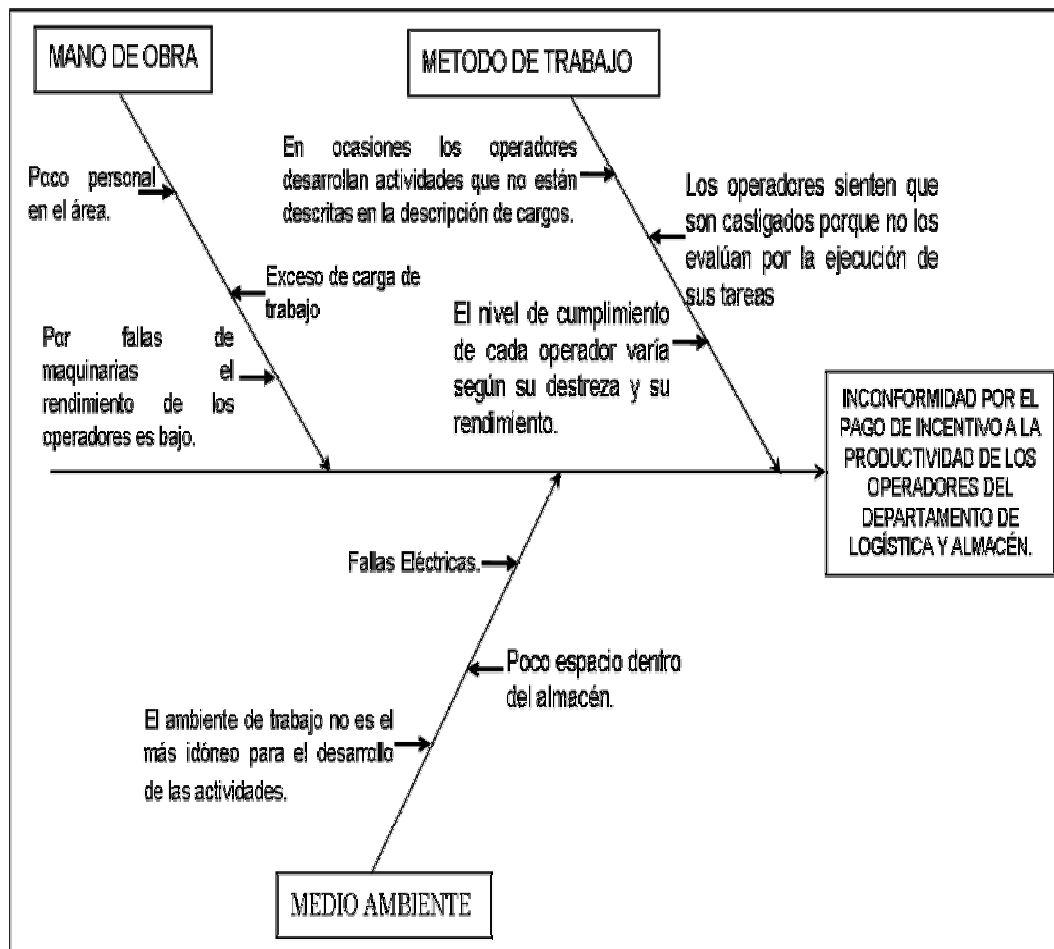 MANO DE OBRA
METODO DE TRABAJO
Poco personal
en el área.
Exceso de carga de
trabajo
Por fallas de
maquinarias el
rendimiento de los
operadores es bajo.
En ocasiones los operadores
desarrollan actividades que no están
descritas en la descripción de cargos.
Los operadores sienten que
son castigados porque no los
evalúan por la ejecución de
sus tareas
El nivel de cumplimiento
de cada operador varía
según su destreza y su
rendimiento.
INCONFORMIDAD POR EL
PAGO DE INCENTIVO A LA
PRODUCTIVIDAD DE LOS
OPERADORES DEL
DEPARTAMENTO DE
LOGÍSTICA Y ALMACÉN.
Fallas Eléctricas.
Poco espacio dentro
del almacén.
El ambiente de trabajo no es el
más idóneo para el desarrollo
de las actividades.
MEDIO AMBIENTE